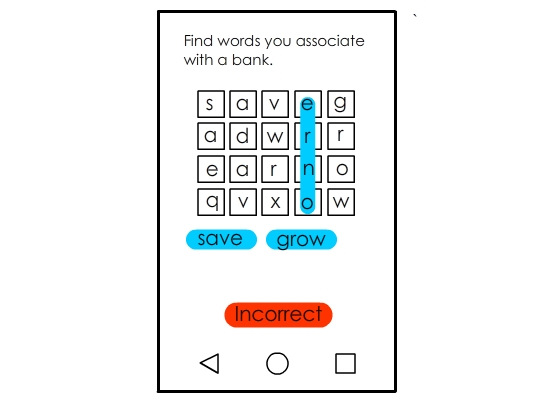 Find words you associate
with a bank.
s a v e g
a d w r r
e a r n o
q v x o w
save grow
Incorrect